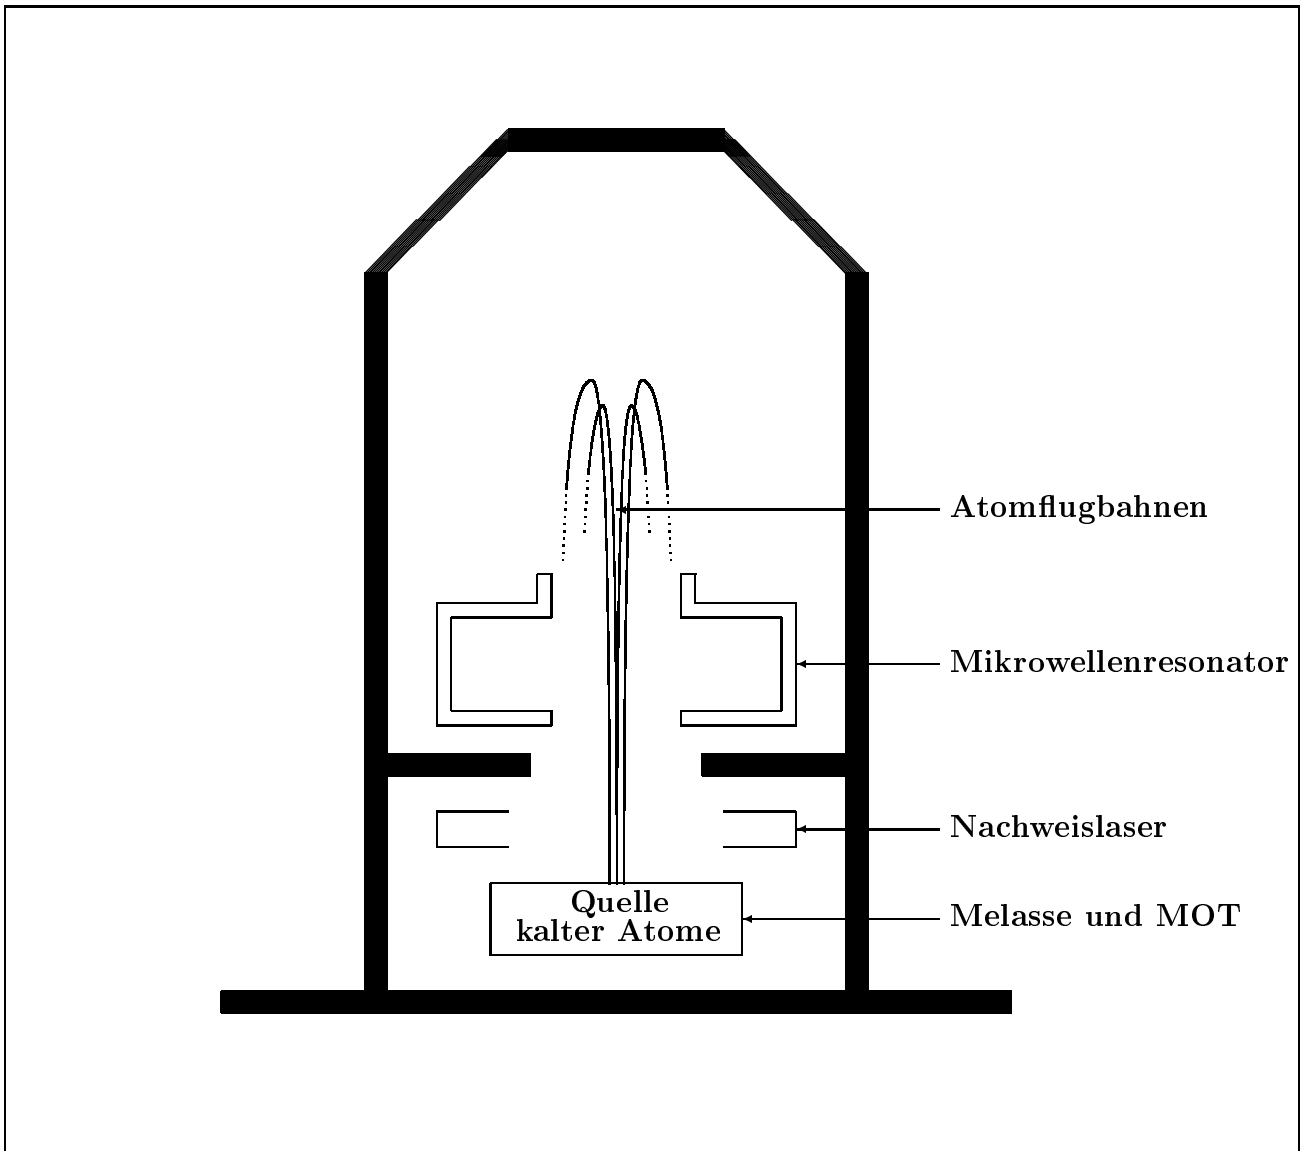 Atomflugbahnen
Mikrowellenresonator
Nachweislaser
Quelle
kalter Atome
Melasse und MOT